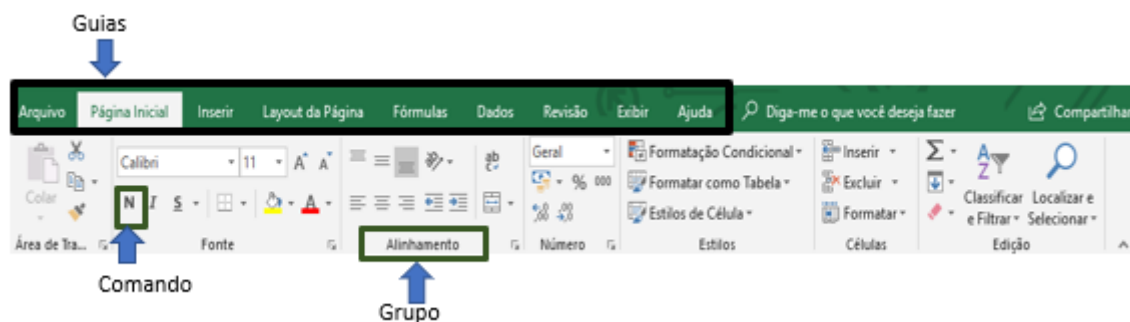 Guias
Arquivo Página Inicial Inserir Layout da Página Fórmulas Dados Revisão Exibir Ajuda Diga-me o que você deseja fazer Compartilhar
Calibri 11 A A ab Geral Formatação Condicional Inserir Σ A
Z
Colar N I S A % 000 Formatar como Tabela Excluir Classificar Localizar e
Estilos de Célula Formatar e Filtrar Selecionar
Área de Tra... Fonte Alinhamento Número Estilos Células Edição
Comando
Grupo